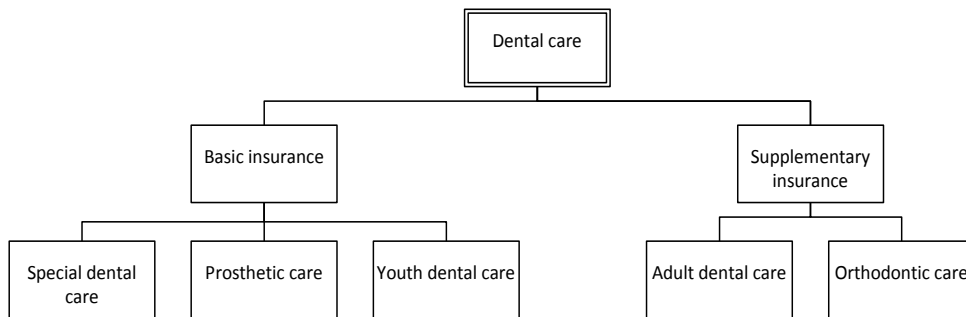 Dental care
Basic insurance
Supplementary
insurance
Special dental
care
Prosthetic care
Youth dental care
Adult dental care
Orthodontic care